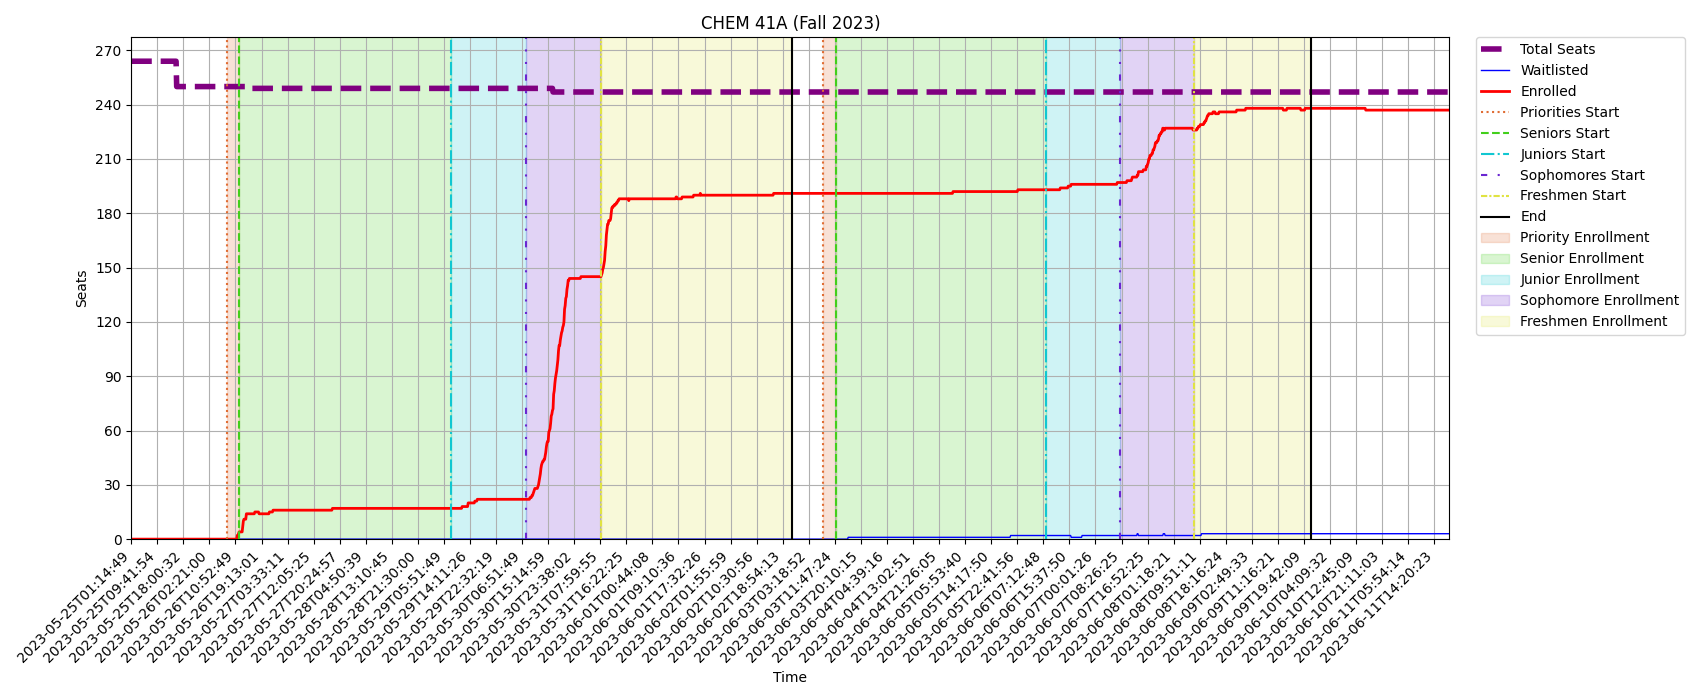 CHEM 41A (Fall 2023)
Seats
270
240
210
180
150
120
90
60
30
0
2023-05-25T01:14:49
2023-05-25T09:41:54
2023-05-25T18:00:32
2023-05-26T02:21:00
2023-05-26T10:52:49
2023-05-26T19:13:01
2023-05-27T03:33:11
2023-05-27T12:05:25
2023-05-27T20:24:57
2023-05-28T04:50:39
2023-05-28T13:10:45
2023-05-28T21:30:00
2023-05-29T05:51:49
2023-05-29T14:11:26
2023-05-29T22:32:19
2023-05-30T06:51:49
2023-05-30T15:14:59
2023-05-30T23:38:02
2023-05-31T07:59:55
2023-05-31T16:22:25
2023-06-01T00:44:08
2023-06-01T09:10:36
2023-06-01T17:32:26
2023-06-02T01:55:59
2023-06-02T10:30:56
2023-06-02T18:54:13
2023-06-03T03:18:52
2023-06-03T11:47:24
2023-06-03T20:10:15
2023-06-04T04:39:16
2023-06-04T13:02:51
2023-06-04T21:26:05
2023-06-05T05:53:40
2023-06-05T14:17:50
2023-06-05T22:41:56
2023-06-06T07:12:48
2023-06-06T15:37:50
2023-06-07T00:01:26
2023-06-07T08:26:25
2023-06-07T16:52:25
2023-06-08T01:18:21
2023-06-08T09:51:11
2023-06-08T18:16:24
2023-06-09T02:49:33
2023-06-09T11:16:21
2023-06-09T19:42:09
2023-06-10T04:09:32
2023-06-10T12:45:09
2023-06-10T21:11:03
2023-06-11T05:54:14
2023-06-11T14:20:23
Time
Total Seats
Waitlisted
Enrolled
Priorities Start
Seniors Start
Juniors Start
Sophomores Start
Freshmen Start
End
Priority Enrollment
Senior Enrollment
Junior Enrollment
Sophomore Enrollment
Freshmen Enrollment